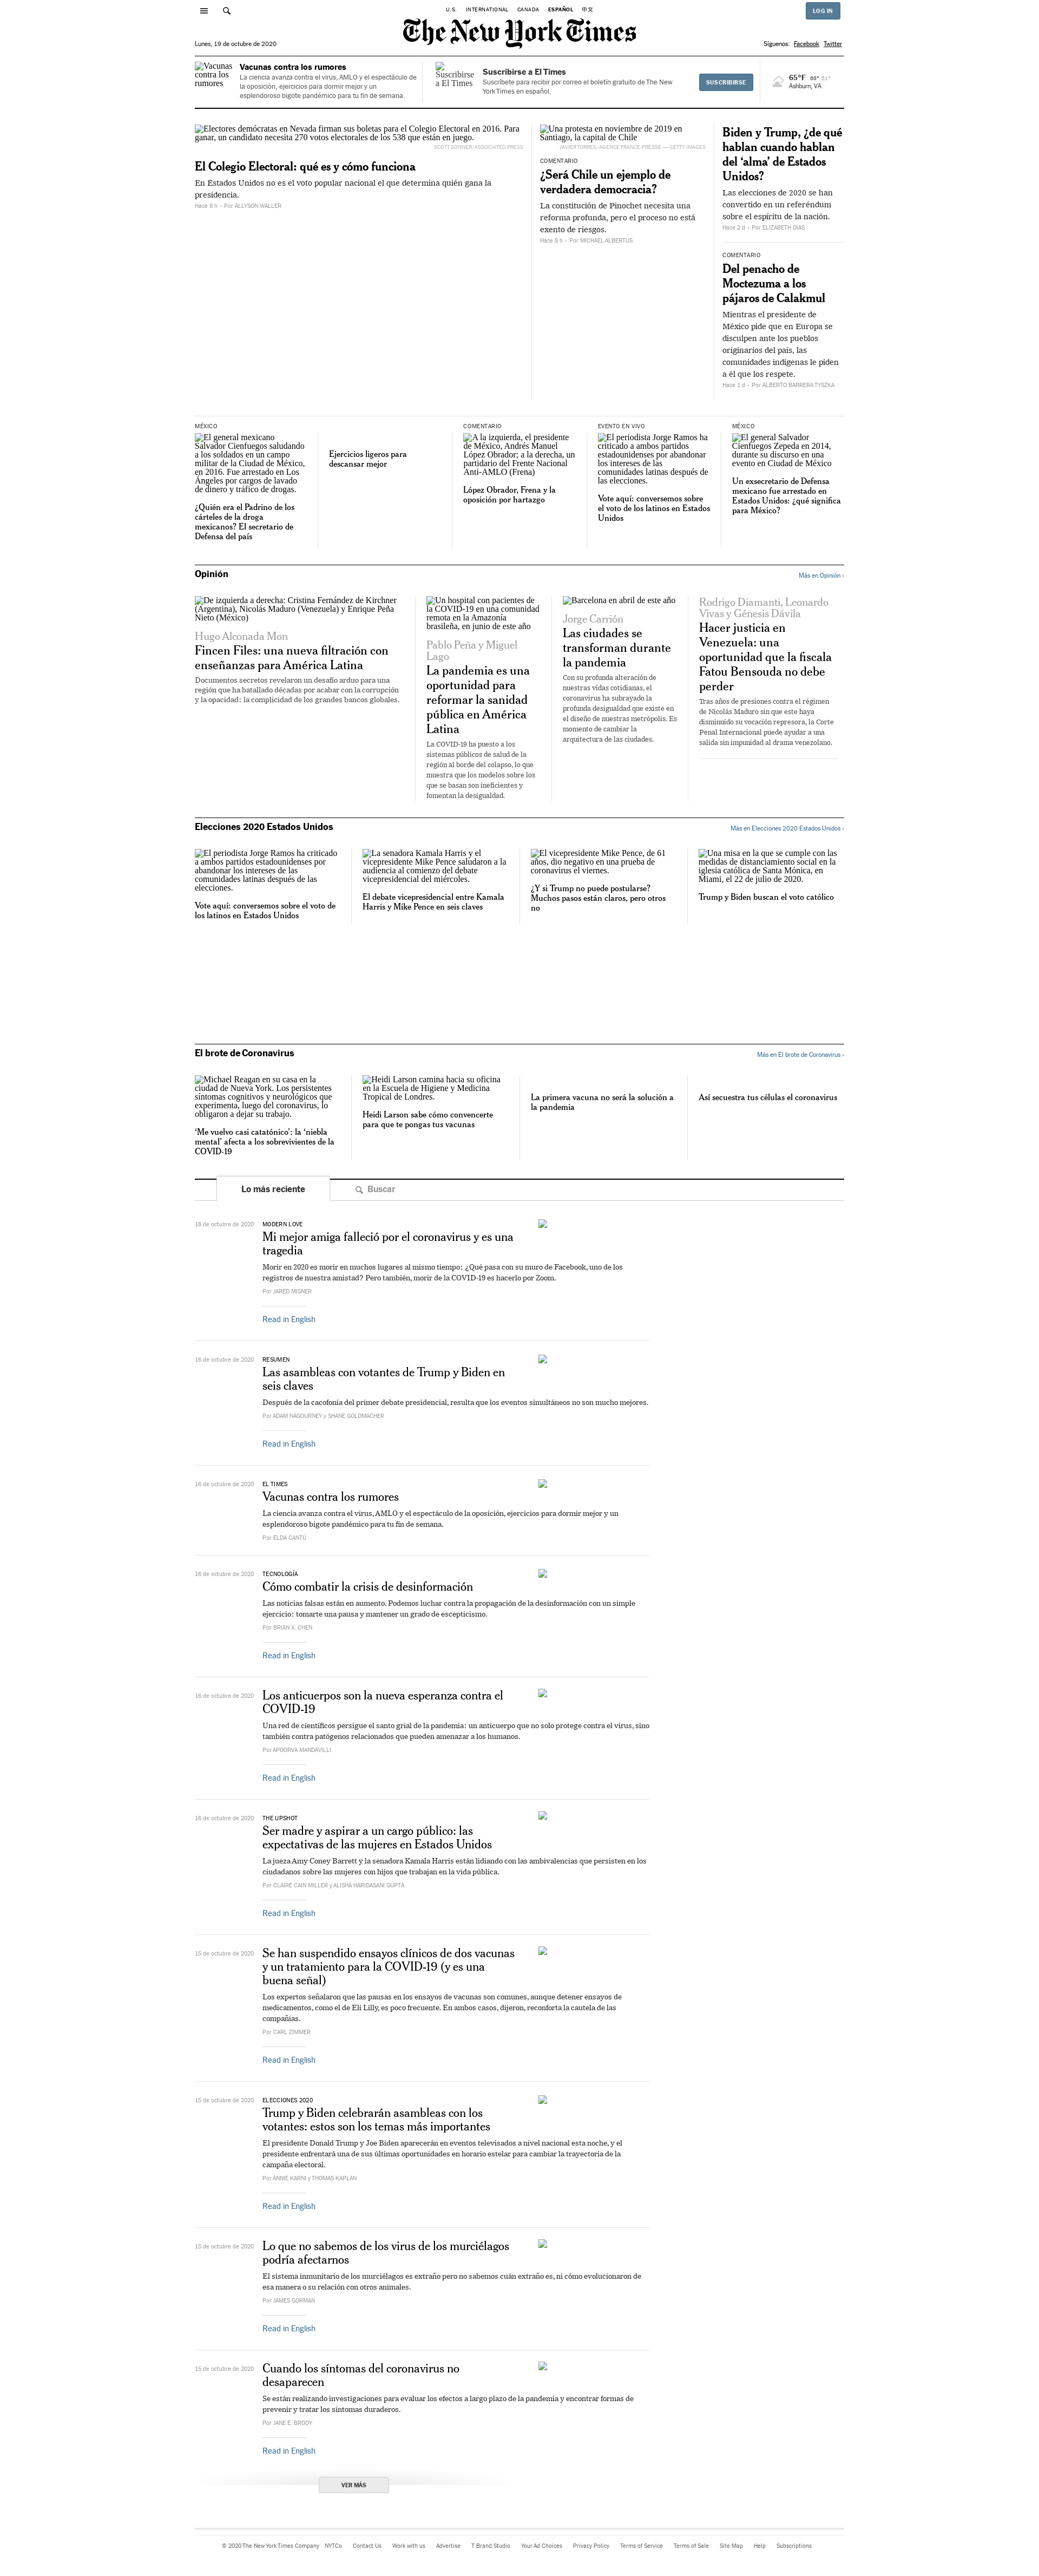 U.S. INTERNATIONAL CANADA ESPAÑOL 中文
LOG IN
The New York Times
Lunes, 19 de octubre de 2020
Síguenos: Facebook Twitter
Vacunas contra los rumores
Vacunas contra los rumores
La ciencia avanza contra el virus, AMLO y el espectáculo de
la oposición, ejercicios para dormir mejor y un
esplendoroso bigote pandémico para tu fin de semana.
Suscribirse a El Times
Suscribirse a El Times
Suscríbete para recibir por correo el boletín gratuito de The New
York Times en español.
SUSCRIBIRSE
65°F 68° 51°
Ashburn, VA
Electores demócratas en Nevada firman sus boletas para el Colegio Electoral en 2016. Para
ganar, un candidato necesita 270 votos electorales de los 538 que están en juego.
SCOTT SONNER/ASSOCIATED PRESS
El Colegio Electoral: qué es y cómo funciona
En Estados Unidos no es el voto popular nacional el que determina quién gana la
presidencia.
Hace 8 h • Por ALLYSON WALLER
Una protesta en noviembre de 2019 en
Santiago, la capital de Chile
JAVIER TORRES/AGENCE FRANCE-PRESSE — GETTY IMAGES
COMENTARIO
¿Será Chile un ejemplo de
verdadera democracia?
La constitución de Pinochet necesita una
reforma profunda, pero el proceso no está
exento de riesgos.
Hace 8 h • Por MICHAEL ALBERTUS
Biden y Trump, ¿de qué
hablan cuando hablan
del ‘alma’ de Estados
Unidos?
Las elecciones de 2020 se han
convertido en un referéndum
sobre el espíritu de la nación.
Hace 2 d • Por ELIZABETH DIAS
COMENTARIO
Del penacho de
Moctezuma a los
pájaros de Calakmul
Mientras el presidente de
México pide que en Europa se
disculpen ante los pueblos
originarios del país, las
comunidades indígenas le piden
a él que los respete.
Hace 1 d • Por ALBERTO BARRERA TYSZKA
MÉXICO
El general mexicano
Salvador Cienfuegos saludando
a los soldados en un campo
militar de la Ciudad de México,
en 2016. Fue arrestado en Los
Ángeles por cargos de lavado
de dinero y tráfico de drogas.
¿Quién era el Padrino de los
cárteles de la droga
mexicanos? El secretario de
Defensa del país
Ejercicios ligeros para
descansar mejor
COMENTARIO
A la izquierda, el presidente
de México, Andrés Manuel
López Obrador; a la derecha, un
partidario del Frente Nacional
Anti-AMLO (Frena)
López Obrador, Frena y la
oposición por hartazgo
EVENTO EN VIVO
El periodista Jorge Ramos ha
criticado a ambos partidos
estadounidenses por abandonar
los intereses de las
comunidades latinas después de
las elecciones.
Vote aquí: conversemos sobre
el voto de los latinos en Estados
Unidos
MÉXICO
El general Salvador
Cienfuegos Zepeda en 2014,
durante su discurso en una
evento en Ciudad de México
Un exsecretario de Defensa
mexicano fue arrestado en
Estados Unidos: ¿qué significa
para México?
Opinión
Más en Opinión ›
De izquierda a derecha: Cristina Fernández de Kirchner
(Argentina), Nicolás Maduro (Venezuela) y Enrique Peña
Nieto (México)
Hugo Alconada Mon
Fincen Files: una nueva filtración con
enseñanzas para América Latina
Documentos secretos revelaron un desafío arduo para una
región que ha batallado décadas por acabar con la corrupción
y la opacidad: la complicidad de los grandes bancos globales.
Un hospital con pacientes de
la COVID-19 en una comunidad
remota en la Amazonía
brasileña, en junio de este año
Pablo Peña y Miguel
Lago
La pandemia es una
oportunidad para
reformar la sanidad
pública en América
Latina
La COVID-19 ha puesto a los
sistemas públicos de salud de la
región al borde del colapso, lo que
muestra que los modelos sobre los
que se basan son ineficientes y
fomentan la desigualdad.
Barcelona en abril de este año
Jorge Carrión
Las ciudades se
transforman durante
la pandemia
Con su profunda alteración de
nuestras vidas cotidianas, el
coronavirus ha subrayado la
profunda desigualdad que existe en
el diseño de nuestras metrópolis. Es
momento de cambiar la
arquitectura de las ciudades.
Rodrigo Diamanti, Leonardo
Vivas y Génesis Dávila
Hacer justicia en
Venezuela: una
oportunidad que la fiscala
Fatou Bensouda no debe
perder
Tras años de presiones contra el régimen
de Nicolás Maduro sin que este haya
disminuido su vocación represora, la Corte
Penal Internacional puede ayudar a una
salida sin impunidad al drama venezolano.
Elecciones 2020 Estados Unidos
Más en Elecciones 2020 Estados Unidos ›
El periodista Jorge Ramos ha criticado
a ambos partidos estadounidenses por
abandonar los intereses de las
comunidades latinas después de las
elecciones.
Vote aquí: conversemos sobre el voto de
los latinos en Estados Unidos
La senadora Kamala Harris y el
vicepresidente Mike Pence saludaron a la
audiencia al comienzo del debate
vicepresidencial del miércoles.
El debate vicepresidencial entre Kamala
Harris y Mike Pence en seis claves
El vicepresidente Mike Pence, de 61
años, dio negativo en una prueba de
coronavirus el viernes.
¿Y si Trump no puede postularse?
Muchos pasos están claros, pero otros
no
Una misa en la que se cumple con las
medidas de distanciamiento social en la
iglesia católica de Santa Mónica, en
Miami, el 22 de julio de 2020.
Trump y Biden buscan el voto católico
El brote de Coronavirus
Más en El brote de Coronavirus ›
Michael Reagan en su casa en la
ciudad de Nueva York. Los persistentes
síntomas cognitivos y neurológicos que
experimenta, luego del coronavirus, lo
obligaron a dejar su trabajo.
‘Me vuelvo casi catatónico’: la ‘niebla
mental’ afecta a los sobrevivientes de la
COVID-19
Heidi Larson camina hacia su oficina
en la Escuela de Higiene y Medicina
Tropical de Londres.
Heidi Larson sabe cómo convencerte
para que te pongas tus vacunas
La primera vacuna no será la solución a
la pandemia
Así secuestra tus células el coronavirus
Lo más reciente
Buscar
18 de octubre de 2020
MODERN LOVE
Mi mejor amiga falleció por el coronavirus y es una
tragedia
Morir en 2020 es morir en muchos lugares al mismo tiempo: ¿Qué pasa con su muro de Facebook, uno de los
registros de nuestra amistad? Pero también, morir de la COVID-19 es hacerlo por Zoom.
Por JARED MISNER
Read in English
16 de octubre de 2020
RESUMEN
Las asambleas con votantes de Trump y Biden en
seis claves
Después de la cacofonía del primer debate presidencial, resulta que los eventos simultáneos no son mucho mejores.
Por ADAM NAGOURNEY y SHANE GOLDMACHER
Read in English
16 de octubre de 2020
EL TIMES
Vacunas contra los rumores
La ciencia avanza contra el virus, AMLO y el espectáculo de la oposición, ejercicios para dormir mejor y un
esplendoroso bigote pandémico para tu fin de semana.
Por ELDA CANTÚ
16 de octubre de 2020
TECNOLOGÍA
Cómo combatir la crisis de desinformación
Las noticias falsas están en aumento. Podemos luchar contra la propagación de la desinformación con un simple
ejercicio: tomarte una pausa y mantener un grado de escepticismo.
Por BRIAN X. CHEN
Read in English
16 de octubre de 2020
Los anticuerpos son la nueva esperanza contra el
COVID-19
Una red de científicos persigue el santo grial de la pandemia: un anticuerpo que no solo protege contra el virus, sino
también contra patógenos relacionados que pueden amenazar a los humanos.
Por APOORVA MANDAVILLI
Read in English
16 de octubre de 2020
THE UPSHOT
Ser madre y aspirar a un cargo público: las
expectativas de las mujeres en Estados Unidos
La jueza Amy Coney Barrett y la senadora Kamala Harris están lidiando con las ambivalencias que persisten en los
ciudadanos sobre las mujeres con hijos que trabajan en la vida pública.
Por CLAIRE CAIN MILLER y ALISHA HARIDASANI GUPTA
Read in English
15 de octubre de 2020
Se han suspendido ensayos clínicos de dos vacunas
y un tratamiento para la COVID-19 (y es una
buena señal)
Los expertos señalaron que las pausas en los ensayos de vacunas son comunes, aunque detener ensayos de
medicamentos, como el de Eli Lilly, es poco frecuente. En ambos casos, dijeron, reconforta la cautela de las
compañías.
Por CARL ZIMMER
Read in English
15 de octubre de 2020
ELECCIONES 2020
Trump y Biden celebrarán asambleas con los
votantes: estos son los temas más importantes
El presidente Donald Trump y Joe Biden aparecerán en eventos televisados a nivel nacional esta noche, y el
presidente enfrentará una de sus últimas oportunidades en horario estelar para cambiar la trayectoria de la
campaña electoral.
Por ANNIE KARNI y THOMAS KAPLAN
Read in English
15 de octubre de 2020
Lo que no sabemos de los virus de los murciélagos
podría afectarnos
El sistema inmunitario de los murciélagos es extraño pero no sabemos cuán extraño es, ni cómo evolucionaron de
esa manera o su relación con otros animales.
Por JAMES GORMAN
Read in English
15 de octubre de 2020
Cuando los síntomas del coronavirus no
desaparecen
Se están realizando investigaciones para evaluar los efectos a largo plazo de la pandemia y encontrar formas de
prevenir y tratar los síntomas duraderos.
Por JANE E. BRODY
Read in English
VER MÁS
© 2020 The New York Times Company NYTCo Contact Us Work with us Advertise T Brand Studio Your Ad Choices Privacy Policy Terms of Service Terms of Sale Site Map Help Subscriptions